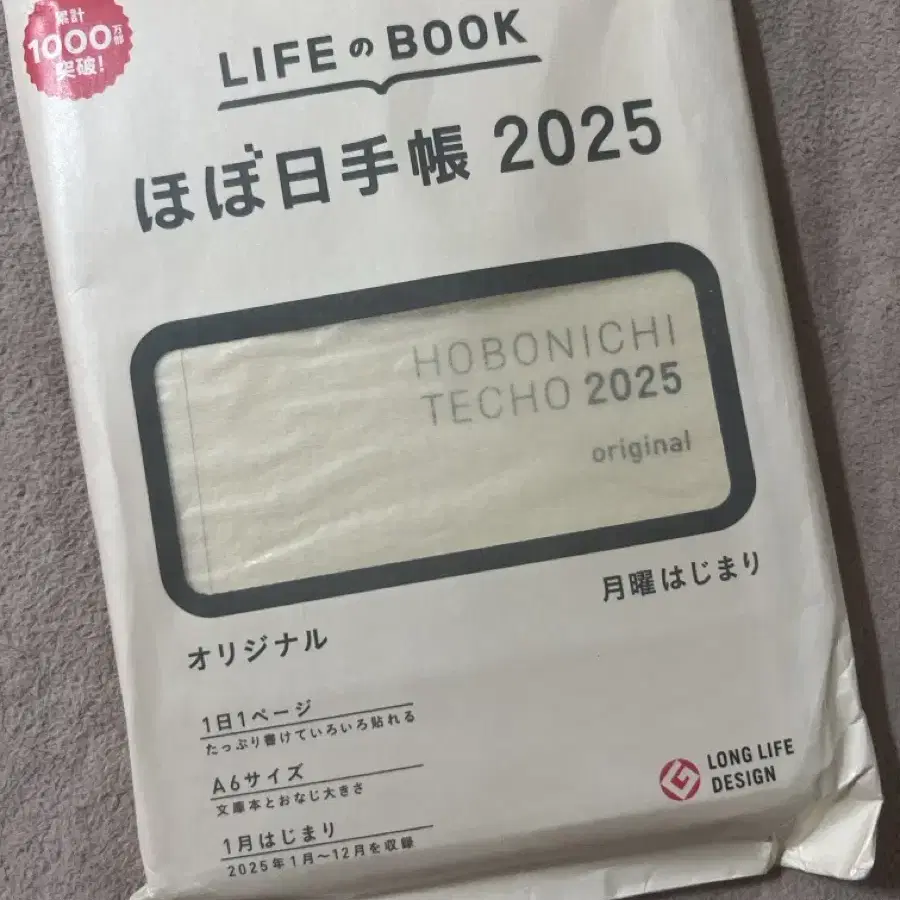 累計
1000万部
突破!
LIFEのBOOK
ほぼ日手帳 2025
HOBONICHI
TECHO 2025
original
月曜はじまり
オリジナル
1日1ページ
たっぷり書けていろいろ貼れる
A6サイズ
文庫本とおなじ大きさ
1月はじまり
2025年1月〜12月を収録
LONG LIFE
DESIGN